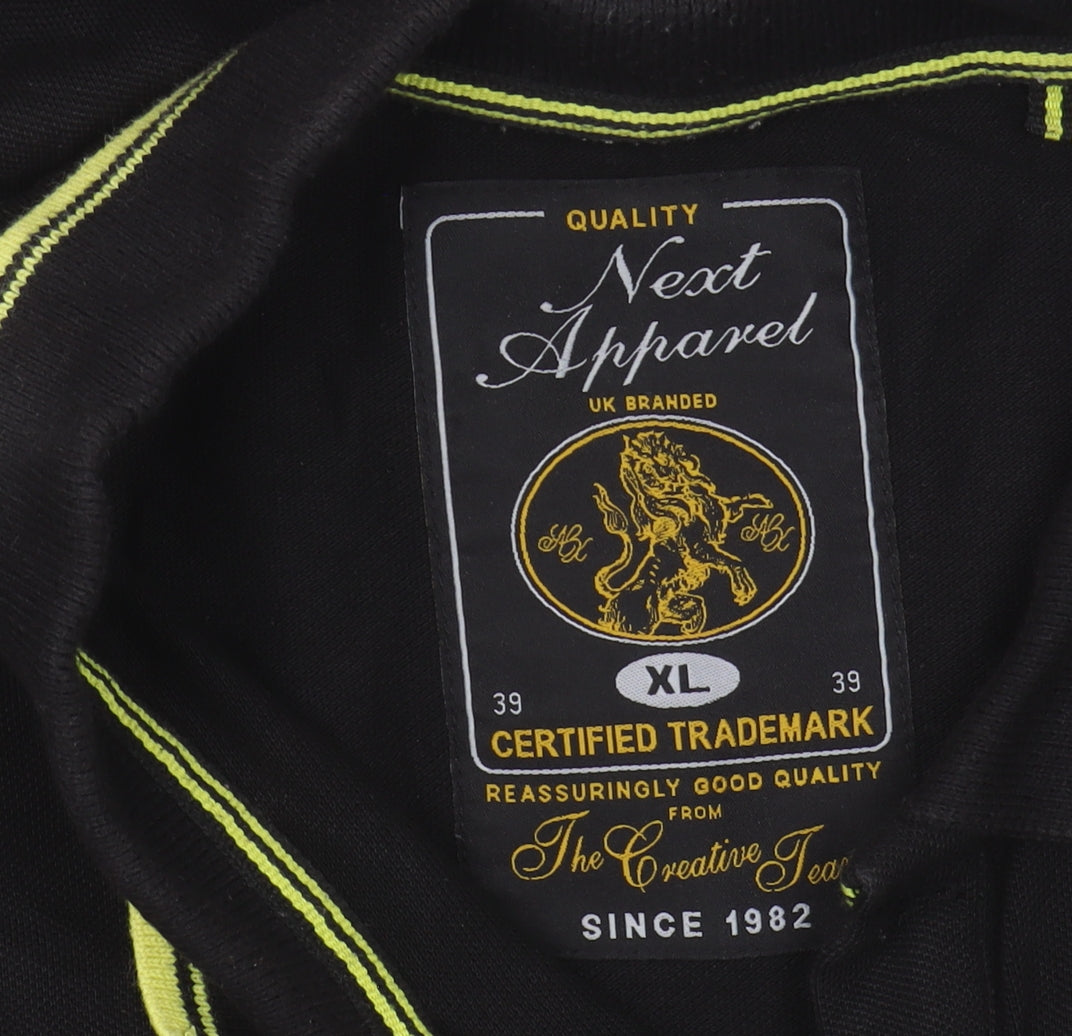 QUALITY
Next
Apparel
UK BRANDED
XL
39 39
CERTIFIED TRADEMARK
REASSURINGLY GOOD QUALITY
FROM
The Creative
SINCE 1982